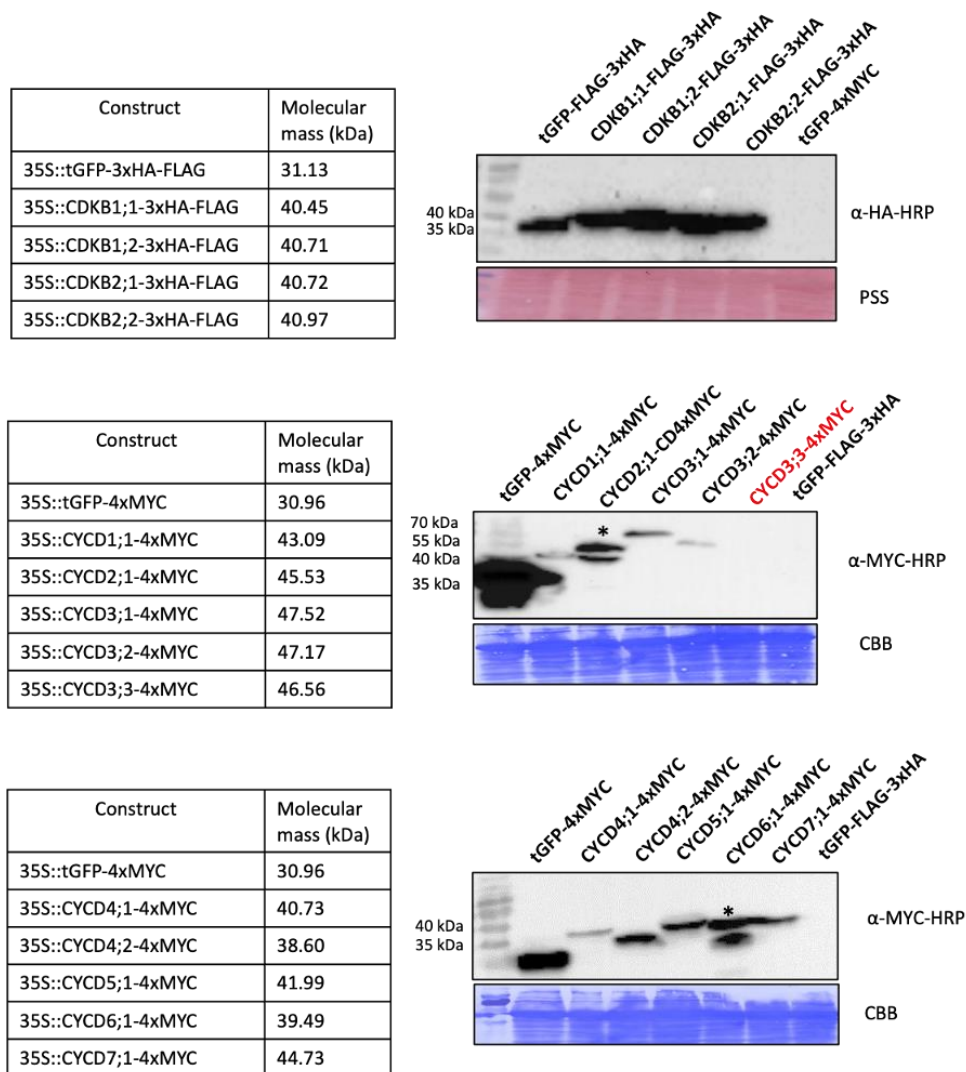 Construct Molecular mass (kDa)
35S::tGFP-3xHA-FLAG 31.13
35S::CDKB1;1-3xHA-FLAG 40.45
35S::CDKB1;2-3xHA-FLAG 40.71
35S::CDKB2;1-3xHA-FLAG 40.72
35S::CDKB2;2-3xHA-FLAG 40.97
tGFP-FLAG-3xHA
CDKB1;1-FLAG-3xHA
CDKB1;2-FLAG-3xHA
CDKB2;1-FLAG-3xHA
CDKB2;2-FLAG-3xHA
tGFP-4xMYC
40 kDa
35 kDa
α-HA-HRP
PSS
Construct Molecular mass (kDa)
35S::tGFP-4xMYC 30.96
35S::CYCD1;1-4xMYC 43.09
35S::CYCD2;1-4xMYC 45.53
35S::CYCD3;1-4xMYC 47.52
35S::CYCD3;2-4xMYC 47.17
35S::CYCD3;3-4xMYC 46.56
tGFP-4xMYC
CYCD1;1-4xMYC
CYCD2;1-CD4xMYC
CYCD3;1-4xMYC
CYCD3;2-4xMYC
CYCD3;3-4xMYC
tGFP-FLAG-3xHA
70 kDa
55 kDa
40 kDa
35 kDa
*
α-MYC-HRP
CBB
Construct Molecular mass (kDa)
35S::tGFP-4xMYC 30.96
35S::CYCD4;1-4xMYC 40.73
35S::CYCD4;2-4xMYC 38.60
35S::CYCD5;1-4xMYC 41.99
35S::CYCD6;1-4xMYC 39.49
35S::CYCD7;1-4xMYC 44.73
tGFP-4xMYC
CYCD4;1-4xMYC
CYCD4;2-4xMYC
CYCD5;1-4xMYC
CYCD6;1-4xMYC
CYCD7;1-4xMYC
tGFP-FLAG-3xHA
40 kDa
35 kDa
*
α-MYC-HRP
CBB